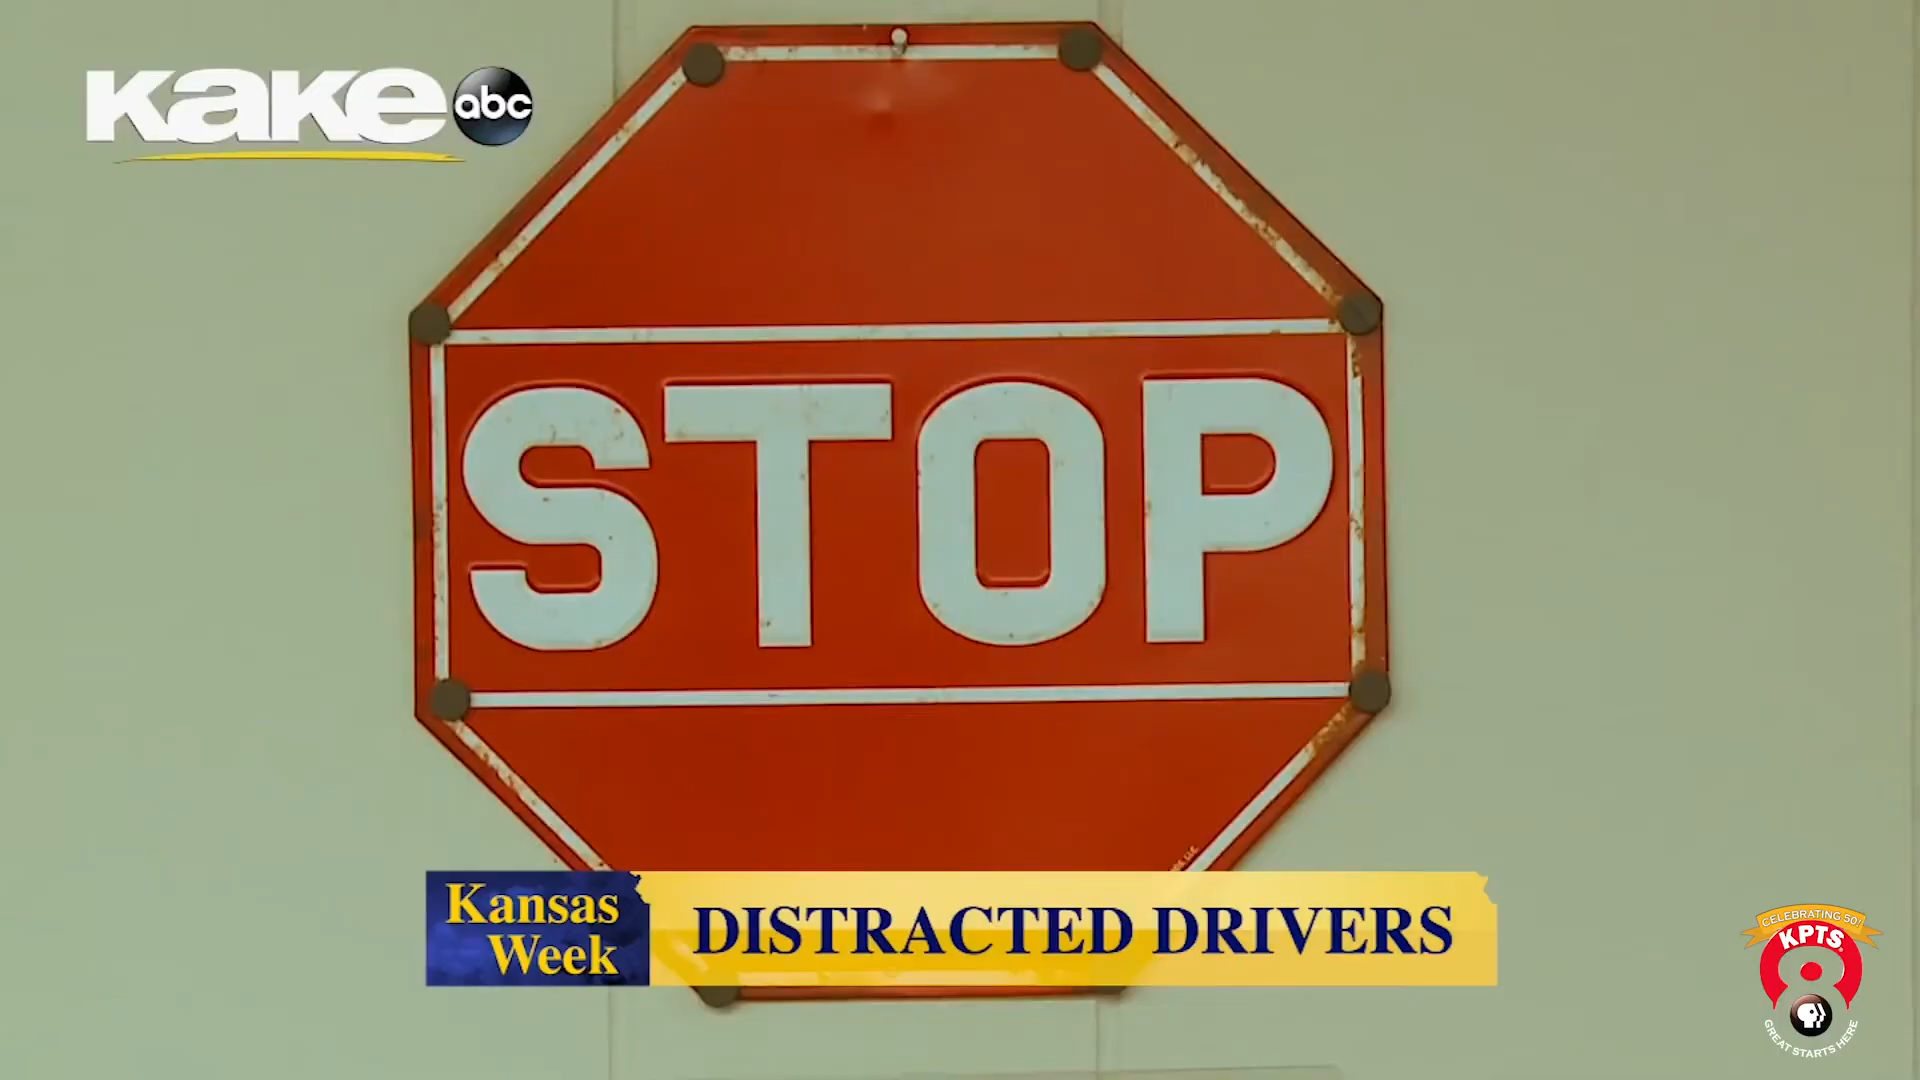 KAKE abc
STOP
Kansas
Week
DISTRACTED DRIVERS
CELEBRATING 50!
KPTS
8
GREAT STARTS HERE